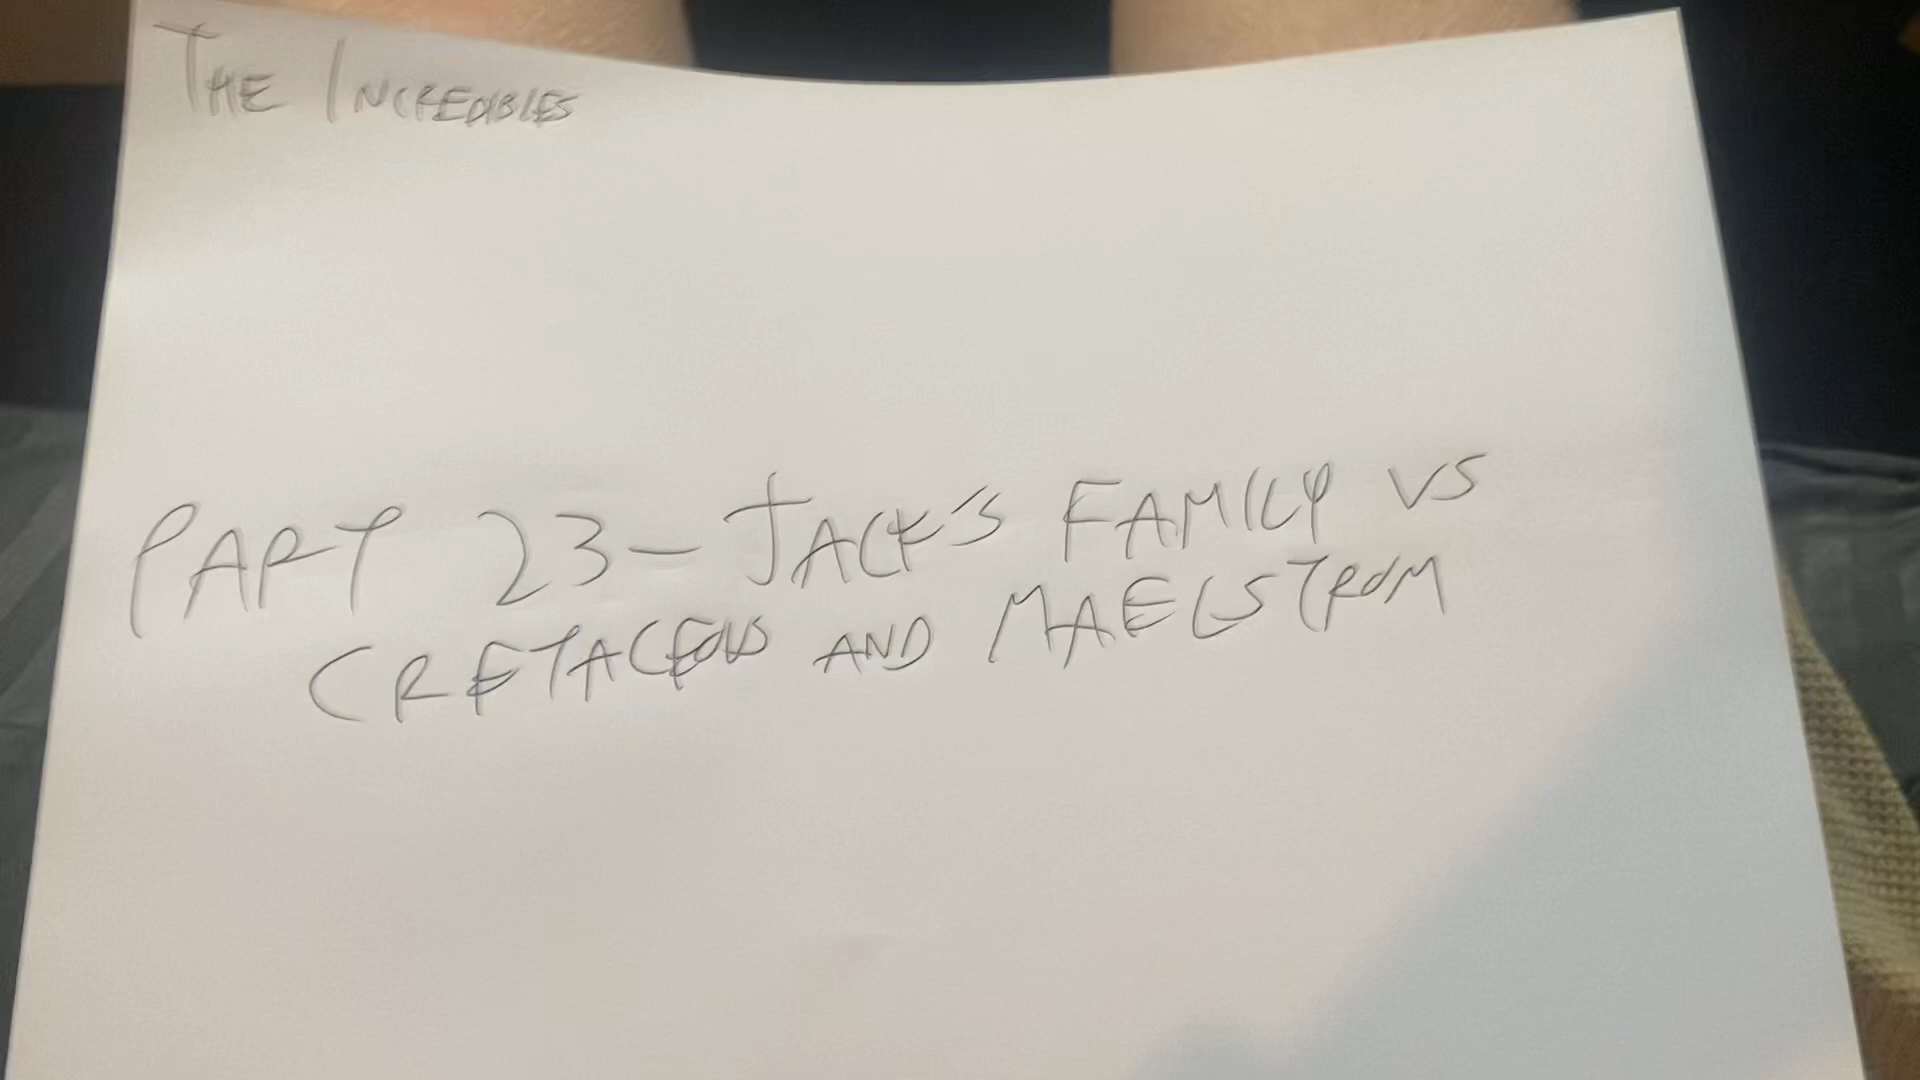 THE INCREDIBLES
PART 23 - JACK'S FAMILY VS
CRETACEOUS AND MAELSTROM